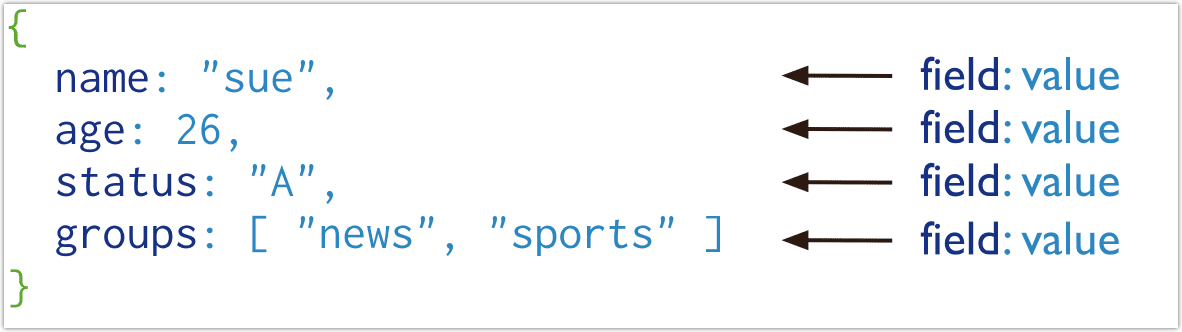 {
name: "sue", field: value
age: 26, field: value
status: "A", field: value
groups: [ "news", "sports" ] field: value
}